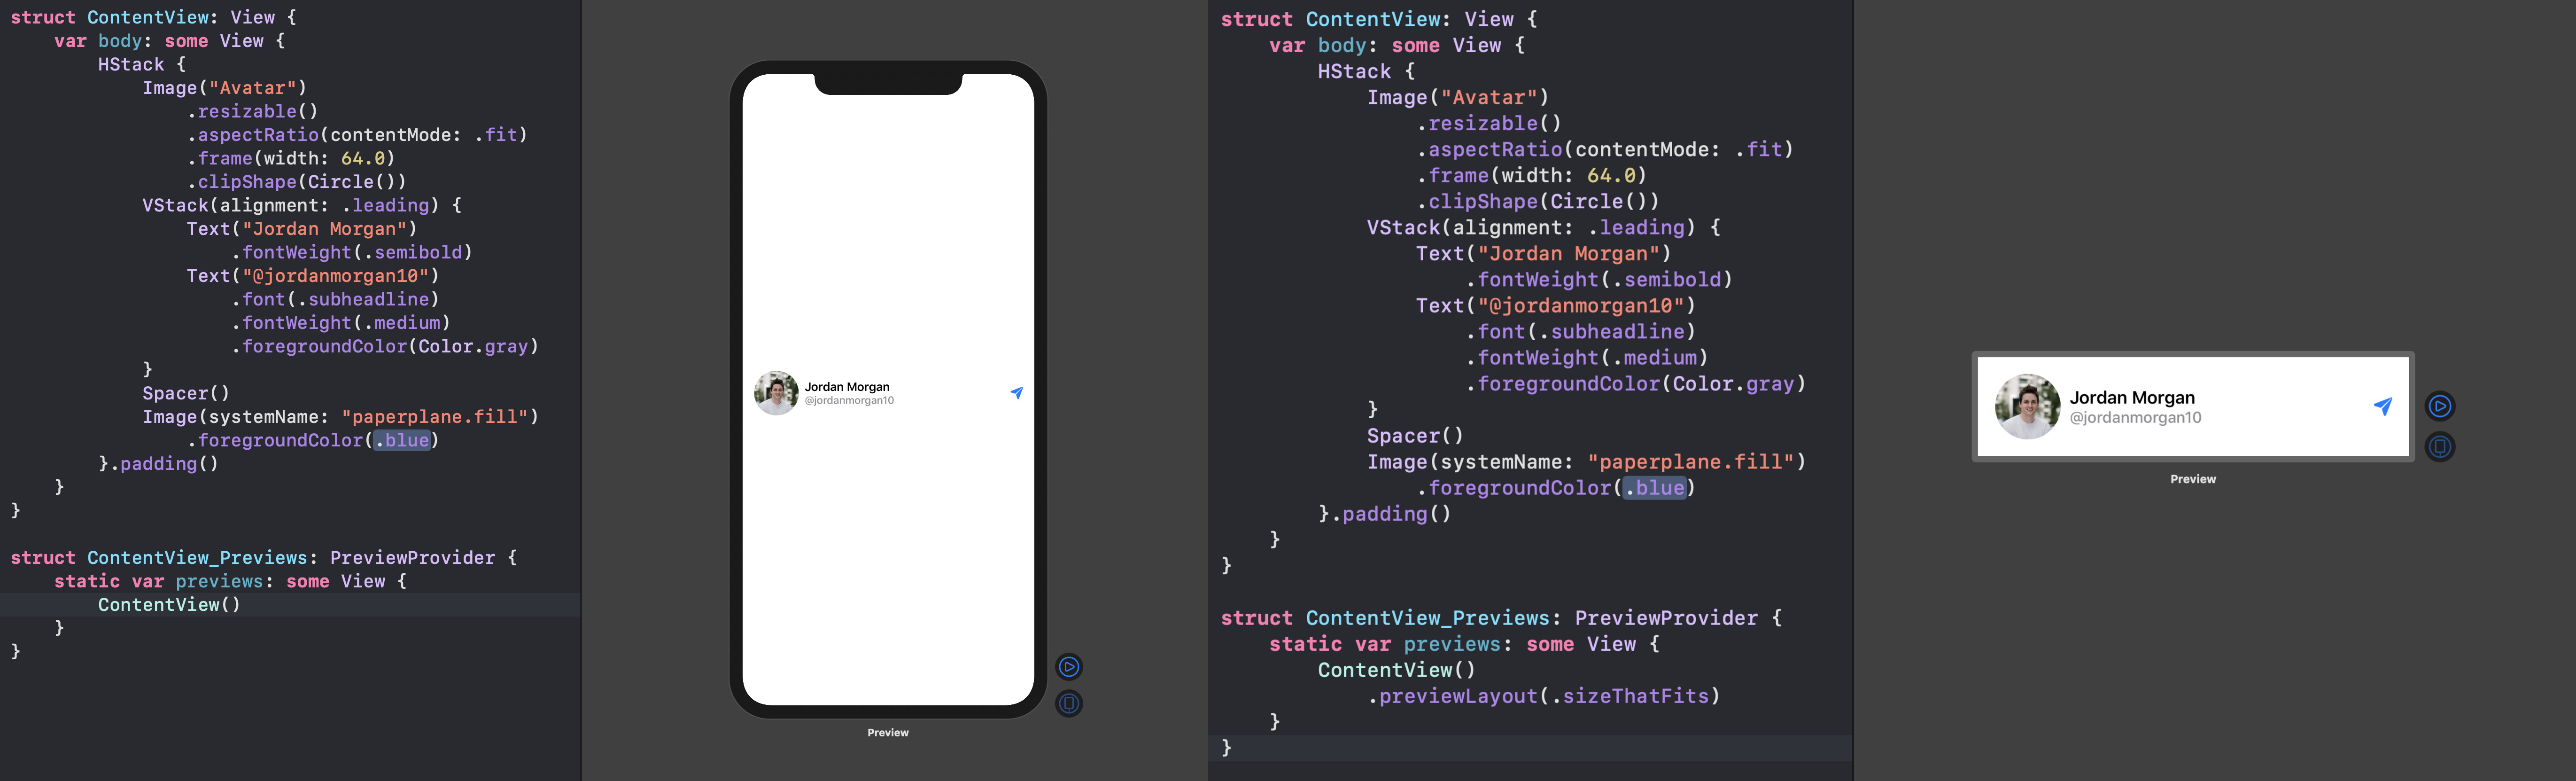 struct ContentView: View {
    var body: some View {
        HStack {
            Image("Avatar")
                .resizable()
                .aspectRatio(contentMode: .fit)
                .frame(width: 64.0)
                .clipShape(Circle())
            VStack(alignment: .leading) {
                Text("Jordan Morgan")
                    .fontWeight(.semibold)
                Text("@jordanmorgan10")
                    .font(.subheadline)
                    .fontWeight(.medium)
                    .foregroundColor(Color.gray)
            }
            Spacer()
            Image(systemName: "paperplane.fill")
                .foregroundColor(.blue)
        }.padding()
    }
}
struct ContentView_Previews: PreviewProvider {
    static var previews: some View {
        ContentView()
    }
}
Jordan Morgan
@jordanmorgan10
Preview
struct ContentView: View {
    var body: some View {
        HStack {
            Image("Avatar")
                .resizable()
                .aspectRatio(contentMode: .fit)
                .frame(width: 64.0)
                .clipShape(Circle())
            VStack(alignment: .leading) {
                Text("Jordan Morgan")
                    .fontWeight(.semibold)
                Text("@jordanmorgan10")
                    .font(.subheadline)
                    .fontWeight(.medium)
                    .foregroundColor(Color.gray)
            }
            Spacer()
            Image(systemName: "paperplane.fill")
                .foregroundColor(.blue)
        }.padding()
    }
}
struct ContentView_Previews: PreviewProvider {
    static var previews: some View {
        ContentView()
            .previewLayout(.sizeThatFits)
    }
}
Jordan Morgan
@jordanmorgan10
Preview